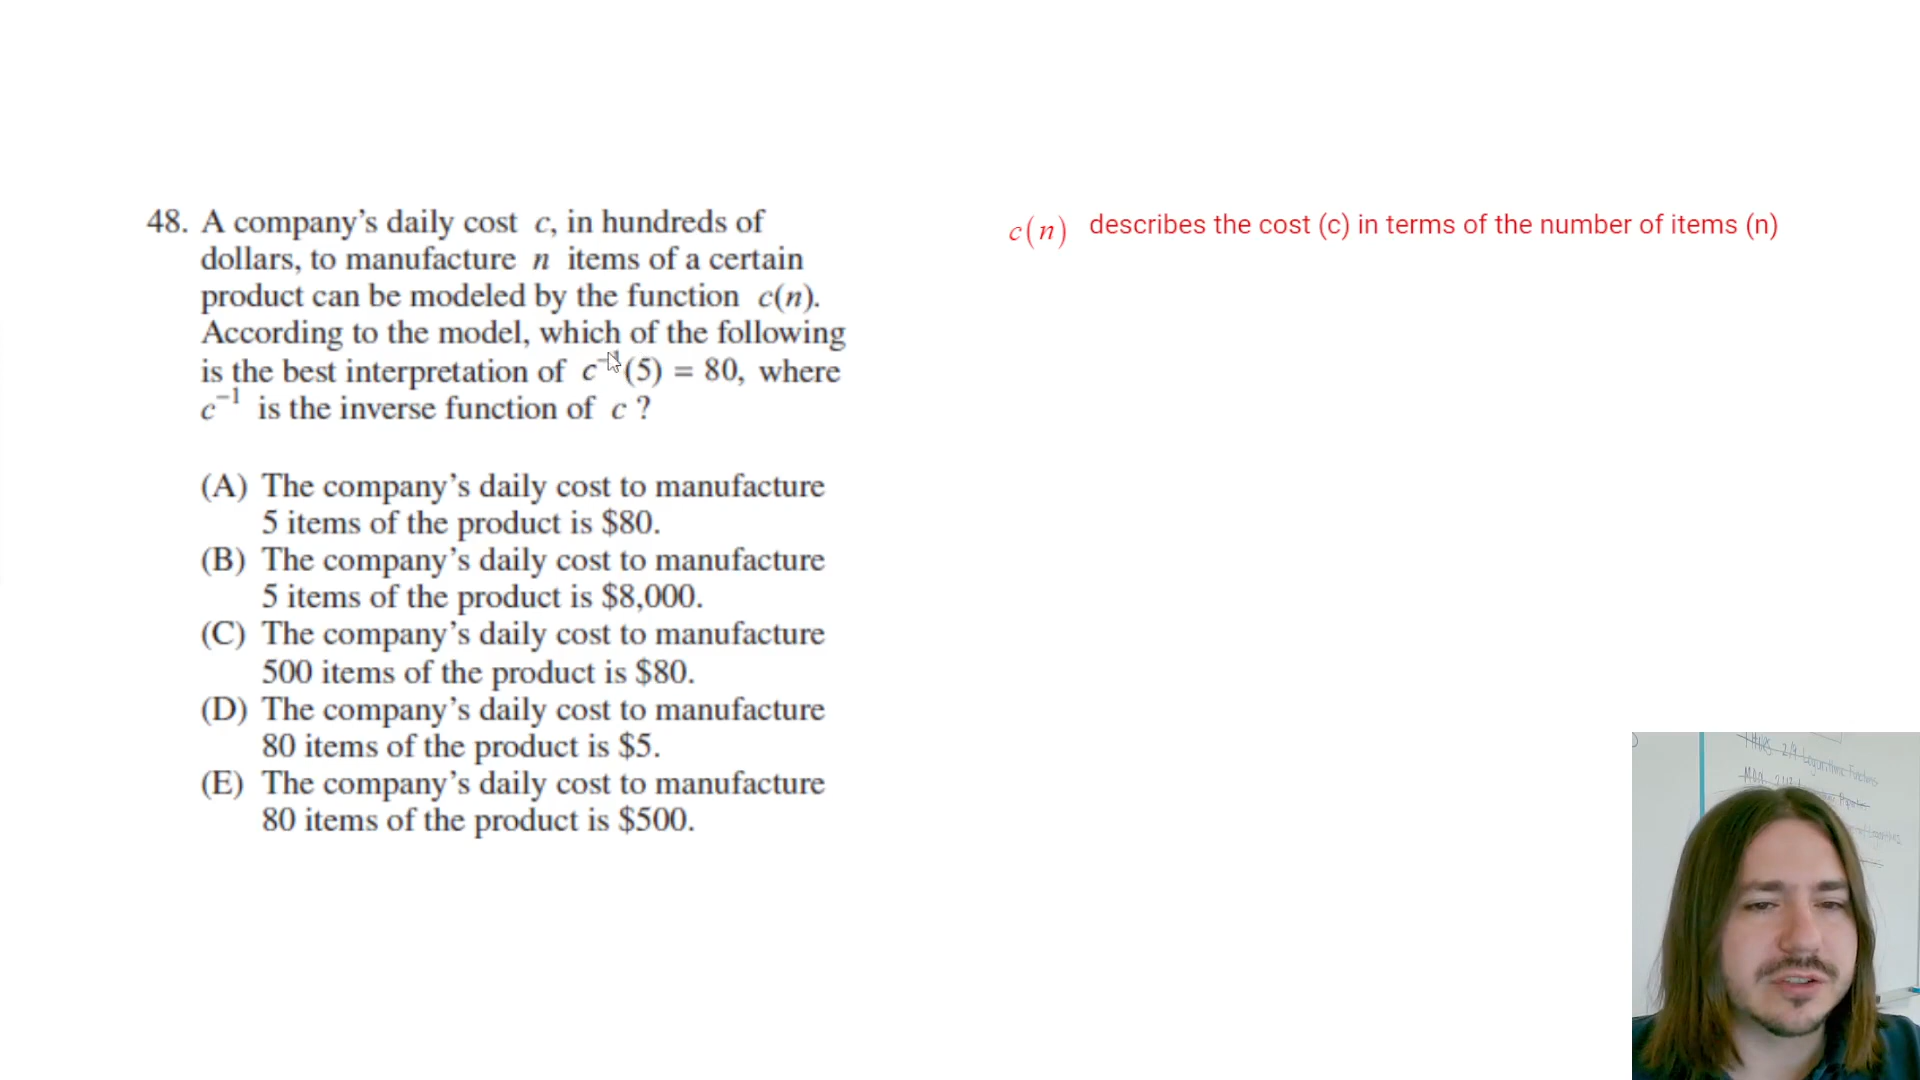 48. A company's daily cost c, in hundreds of
dollars, to manufacture n items of a certain
product can be modeled by the function c(n).
According to the model, which of the following
is the best interpretation of c⁻¹(5) = 80, where
c⁻¹ is the inverse function of c ?
(A) The company's daily cost to manufacture
5 items of the product is $80.
(B) The company's daily cost to manufacture
5 items of the product is $8,000.
(C) The company's daily cost to manufacture
500 items of the product is $80.
(D) The company's daily cost to manufacture
80 items of the product is $5.
(E) The company's daily cost to manufacture
80 items of the product is $500.
c(n) describes the cost (c) in terms of the number of items (n)
2/9 Logarithmic Functions